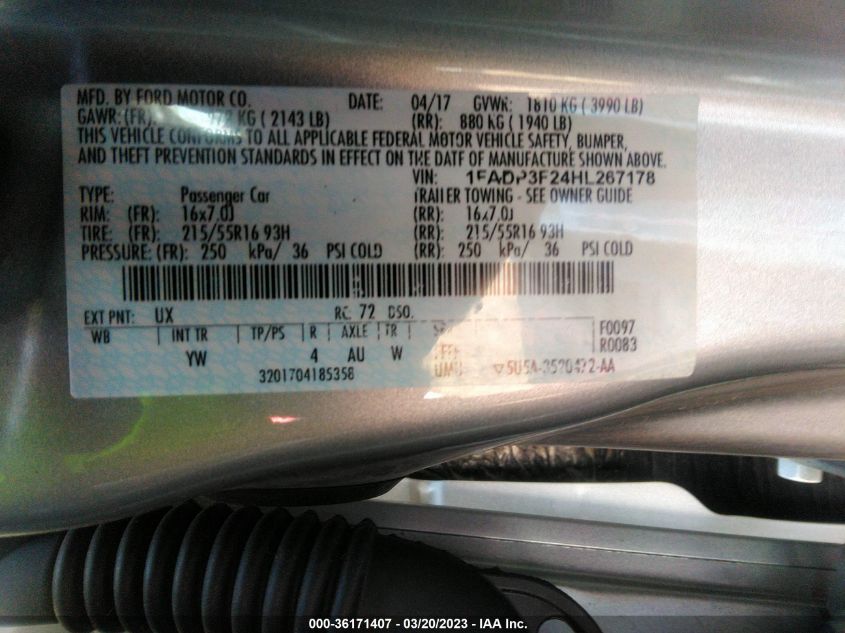 MFD. BY FORD MOTOR CO. DATE: 04/17 GVWR: 1810 KG ( 3990 LB)
GAWR: (FR) KG ( 2143 LB) (RR): 880 KG ( 1940 LB)
THIS VEHICLE CONFORMS TO ALL APPLICABLE FEDERAL MOTOR VEHICLE SAFETY, BUMPER,
AND THEFT PREVENTION STANDARDS IN EFFECT ON THE DATE OF MANUFACTURE SHOWN ABOVE.
VIN: 1FADP3F24HL267178
TYPE: Passenger Car TRAILER TOWING - SEE OWNER GUIDE
RIM: (FR): 16x7.0J (RR): 16x7.0J
TIRE: (FR): 215/55R16 93H (RR): 215/55R16 93H
PRESSURE: (FR): 250 kPa/ 36 PSI COLD (RR): 250 kPa/ 36 PSI COLD
EXT PNT: UX RC: 72 DSO:
WB INT TR TP/PS R AXLE TR
YW 4 AU W
F0097
R0083
3201704185358
000-36171407 - 03/20/2023 - IAA Inc.